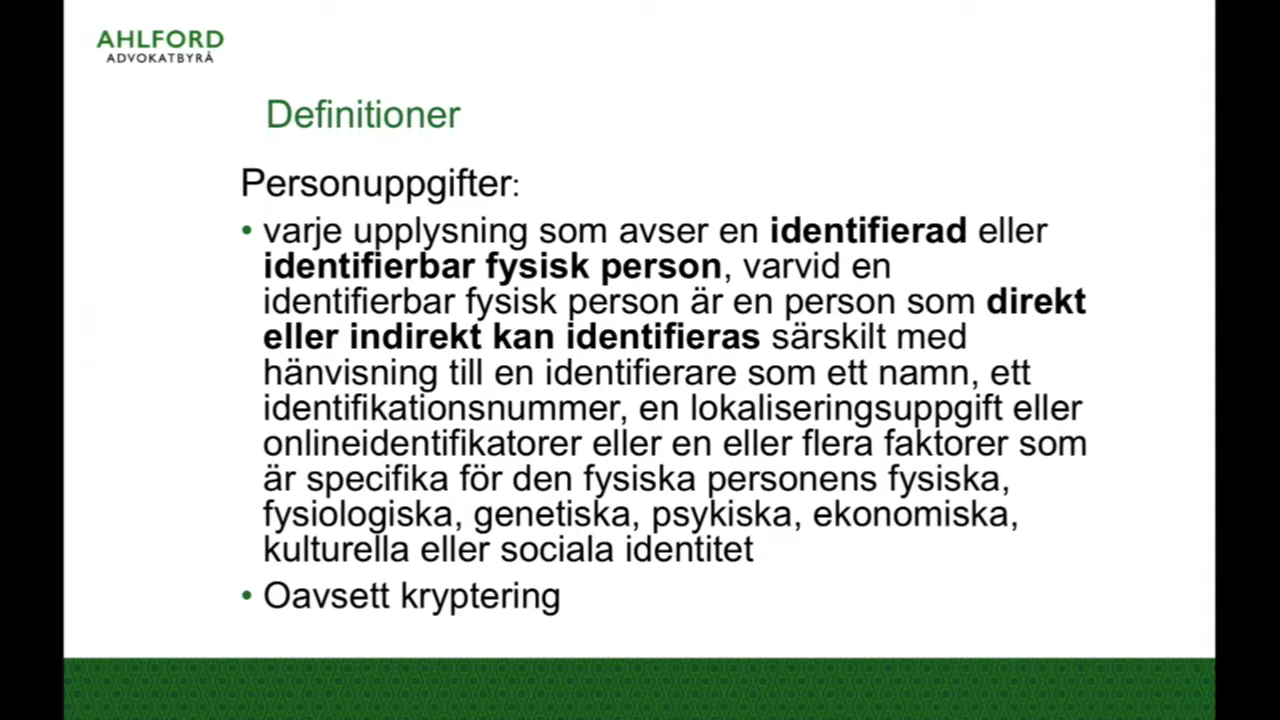 AHLFORD
ADVOKATBYRÅ
Definitioner
Personuppgifter:
• varje upplysning som avser en identifierad eller
identifierbar fysisk person, varvid en
identifierbar fysisk person är en person som direkt
eller indirekt kan identifieras särskilt med
hänvisning till en identifierare som ett namn, ett
identifikationsnummer, en lokaliseringsuppgift eller
onlineidentifikatorer eller en eller flera faktorer som
är specifika för den fysiska personens fysiska,
fysiologiska, genetiska, psykiska, ekonomiska,
kulturella eller sociala identitet
• Oavsett kryptering